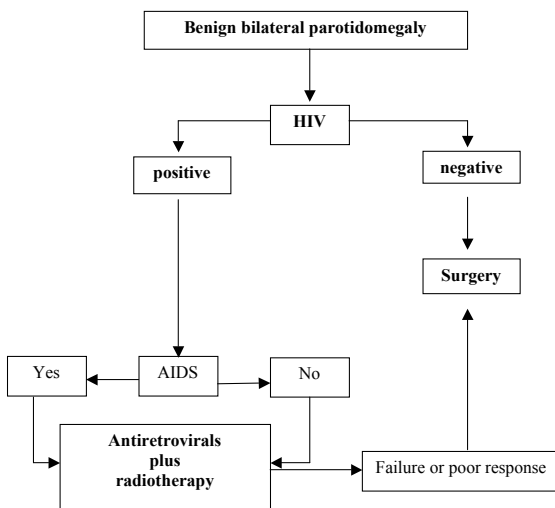 Benign bilateral parotidomegaly
HIV
positive
negative
Surgery
Yes
AIDS
No
Antiretrovirals
plus
radiotherapy
Failure or poor response